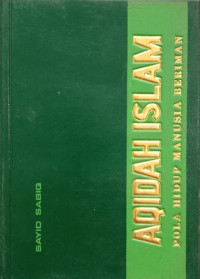 AQIDAH ISLAM
POLA HIDUP MANUSIA BERIMAN
SAYID SABIQ